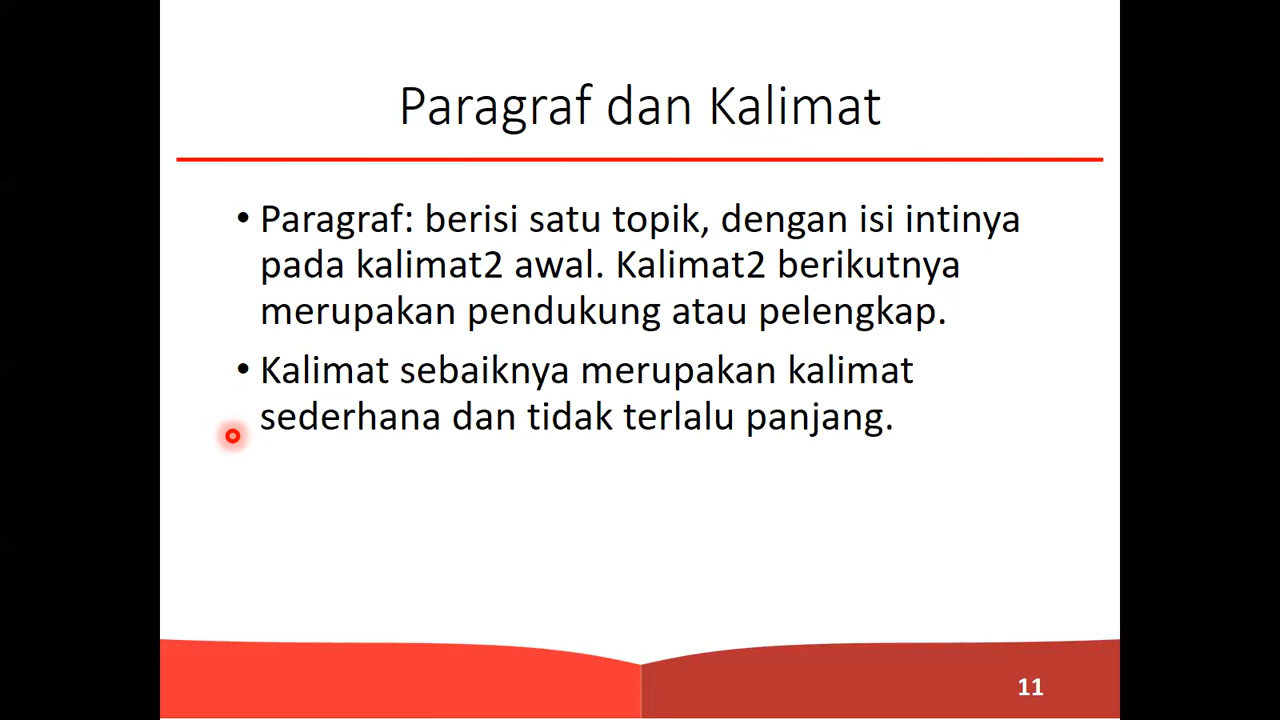 Paragraf dan Kalimat
• Paragraf: berisi satu topik, dengan isi intinya
pada kalimat2 awal. Kalimat2 berikutnya
merupakan pendukung atau pelengkap.
• Kalimat sebaiknya merupakan kalimat
sederhana dan tidak terlalu panjang.
11